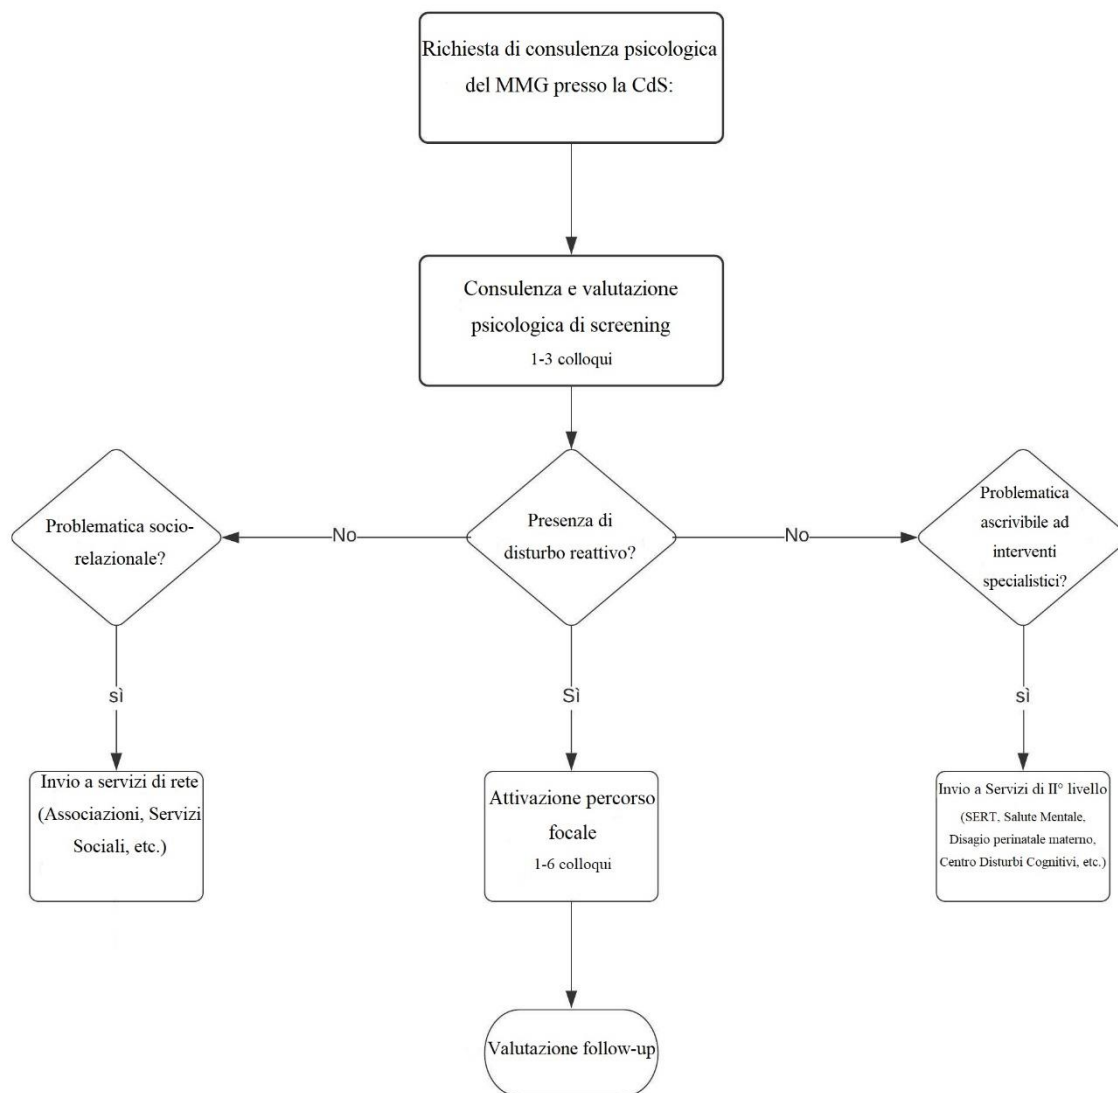 Richiesta di consulenza psicologica
del MMG presso la CdS:
Consulenza e valutazione
psicologica di screening
1-3 colloqui
Problematica socio-
relazionale?
No
Presenza di
disturbo reattivo?
No
Problematica
ascrivibile ad
interventi
specialistici?
sì
Sì
sì
Invio a servizi di rete
(Associazioni, Servizi
Sociali, etc.)
Attivazione percorso
focale
1-6 colloqui
Invio a Servizi di II° livello
(SERT, Salute Mentale,
Disagio perinatale materno,
Centro Disturbi Cognitivi, etc.)
Valutazione follow-up